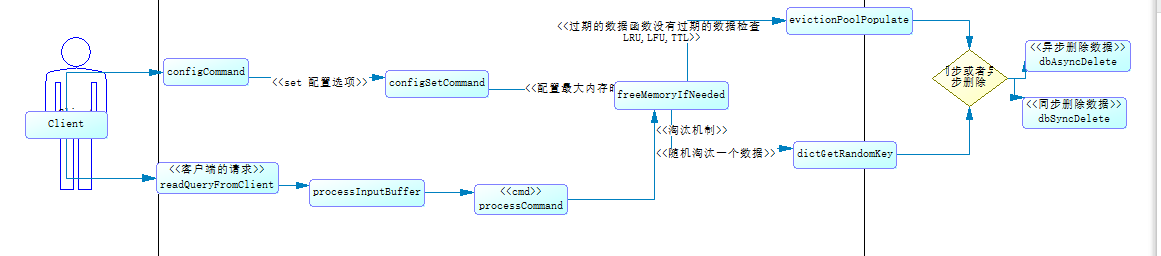 <<过期的数据函数没有过期的数据检查
LRU,LFU,TTL>>
evictionPoolPopulate
configCommand
<<set 配置选项>>
configSetCommand
<<配置最大内存
freeMemoryIfNeeded
步或者
步删除
<<异步删除数据>>
dbAsyncDelete
<<同步删除数据>>
dbSyncDelete
Client
<<淘汰机制>>
<<随机淘汰一个数据>>
dictGetRandomKey
<<客户端的请求>>
readQueryFromClient
processInputBuffer
<<cmd>>
processCommand